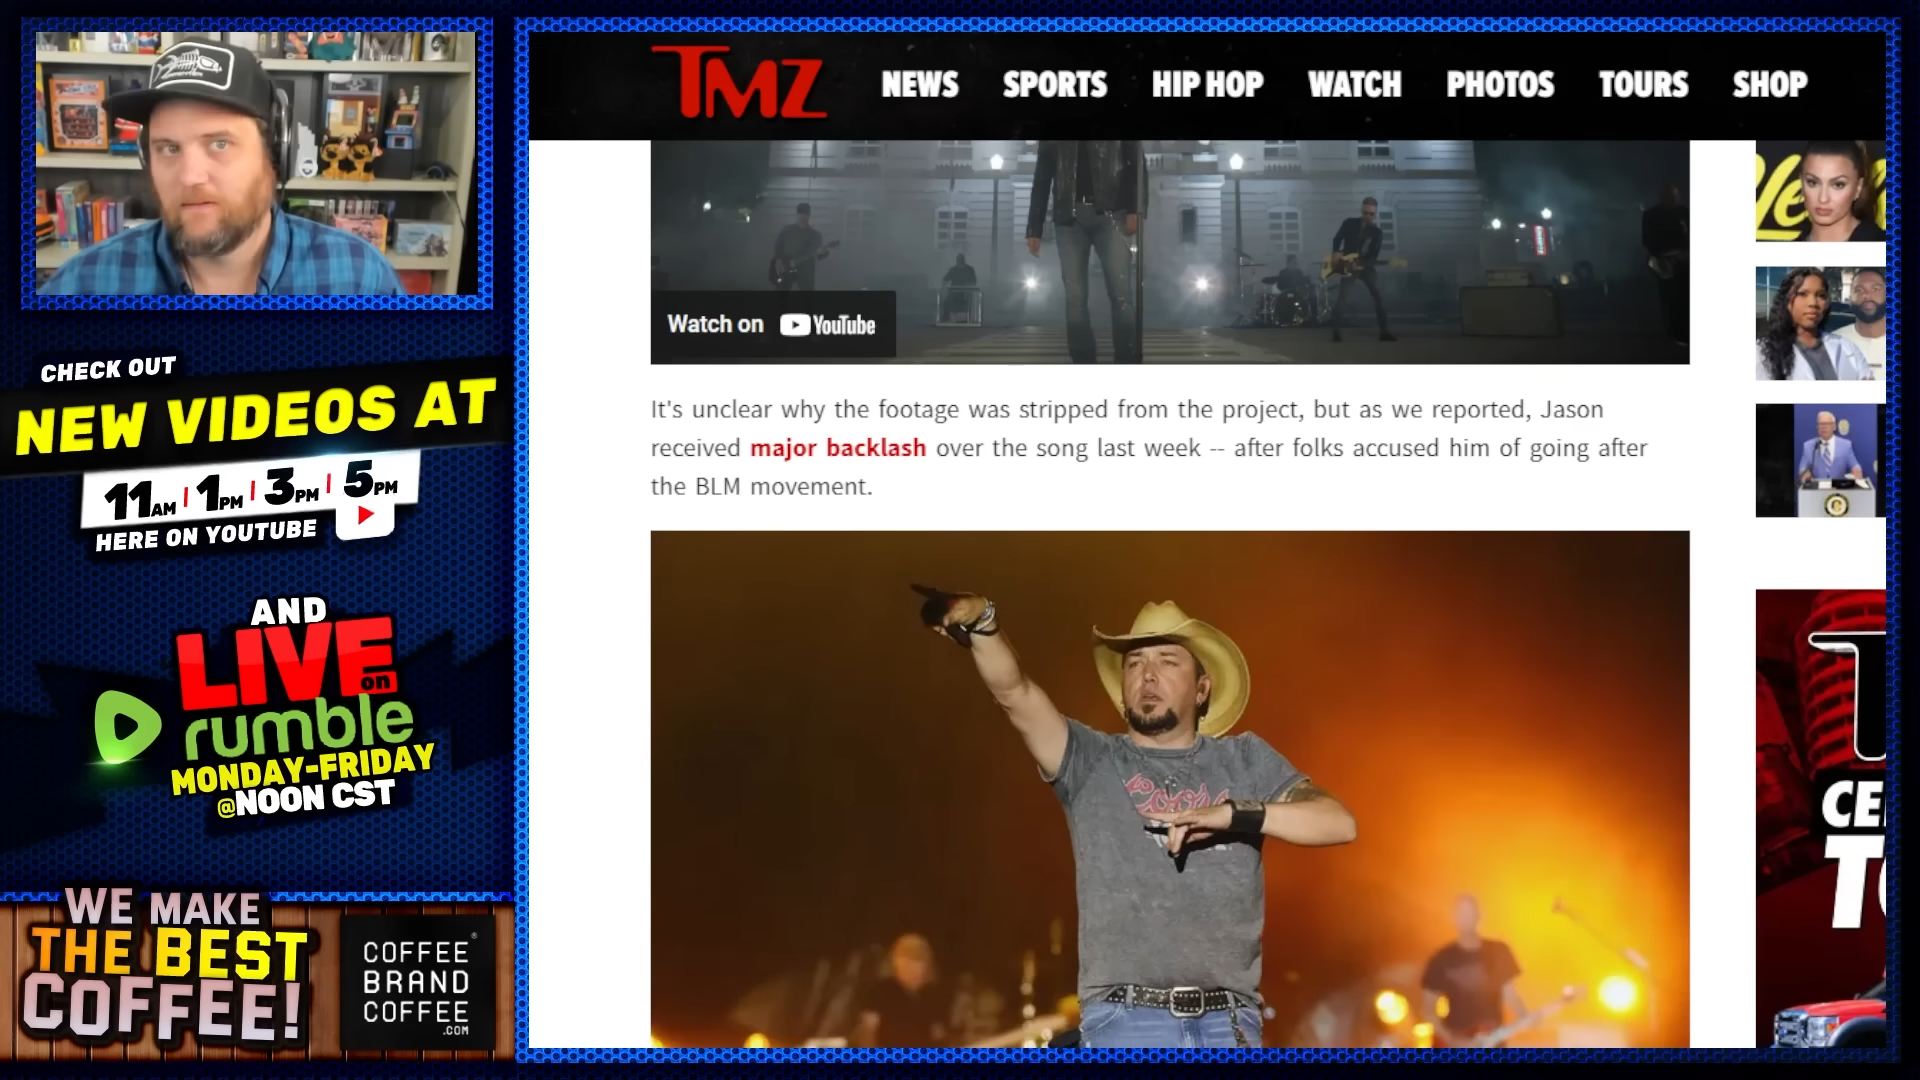 TMZ
NEWS SPORTS HIP HOP WATCH PHOTOS TOURS SHOP
Watch on YouTube
It's unclear why the footage was stripped from the project, but as we reported, Jason
received major backlash over the song last week -- after folks accused him of going after
the BLM movement.
CHECK OUT
NEW VIDEOS AT
11AM | 1PM | 3PM | 5PM
HERE ON YOUTUBE
AND
LIVE
on
rumble
MONDAY-FRIDAY
@NOON CST
WE MAKE
THE BEST
COFFEE!
COFFEE
BRAND
COFFEE
.COM
Coors
CE